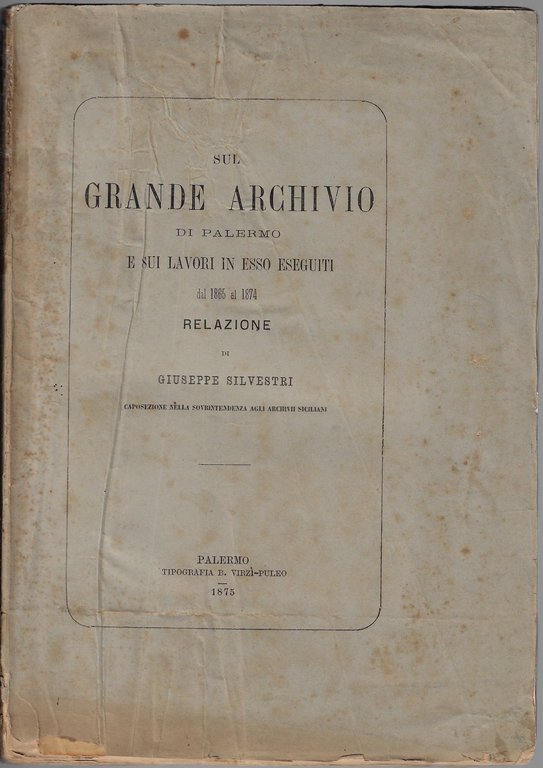 SUL
GRANDE ARCHIVIO
DI PALERMO
E SUI LAVORI IN ESSO ESEGUITI
dal 1865 al 1874
RELAZIONE
DI
GIUSEPPE SILVESTRI
CAPOSEZIONE NELLA SOVRINTENDENZA AGLI ARCHIVII SICILIANI
PALERMO
TIPOGRAFIA B. VIRZÌ-PULEO
1875